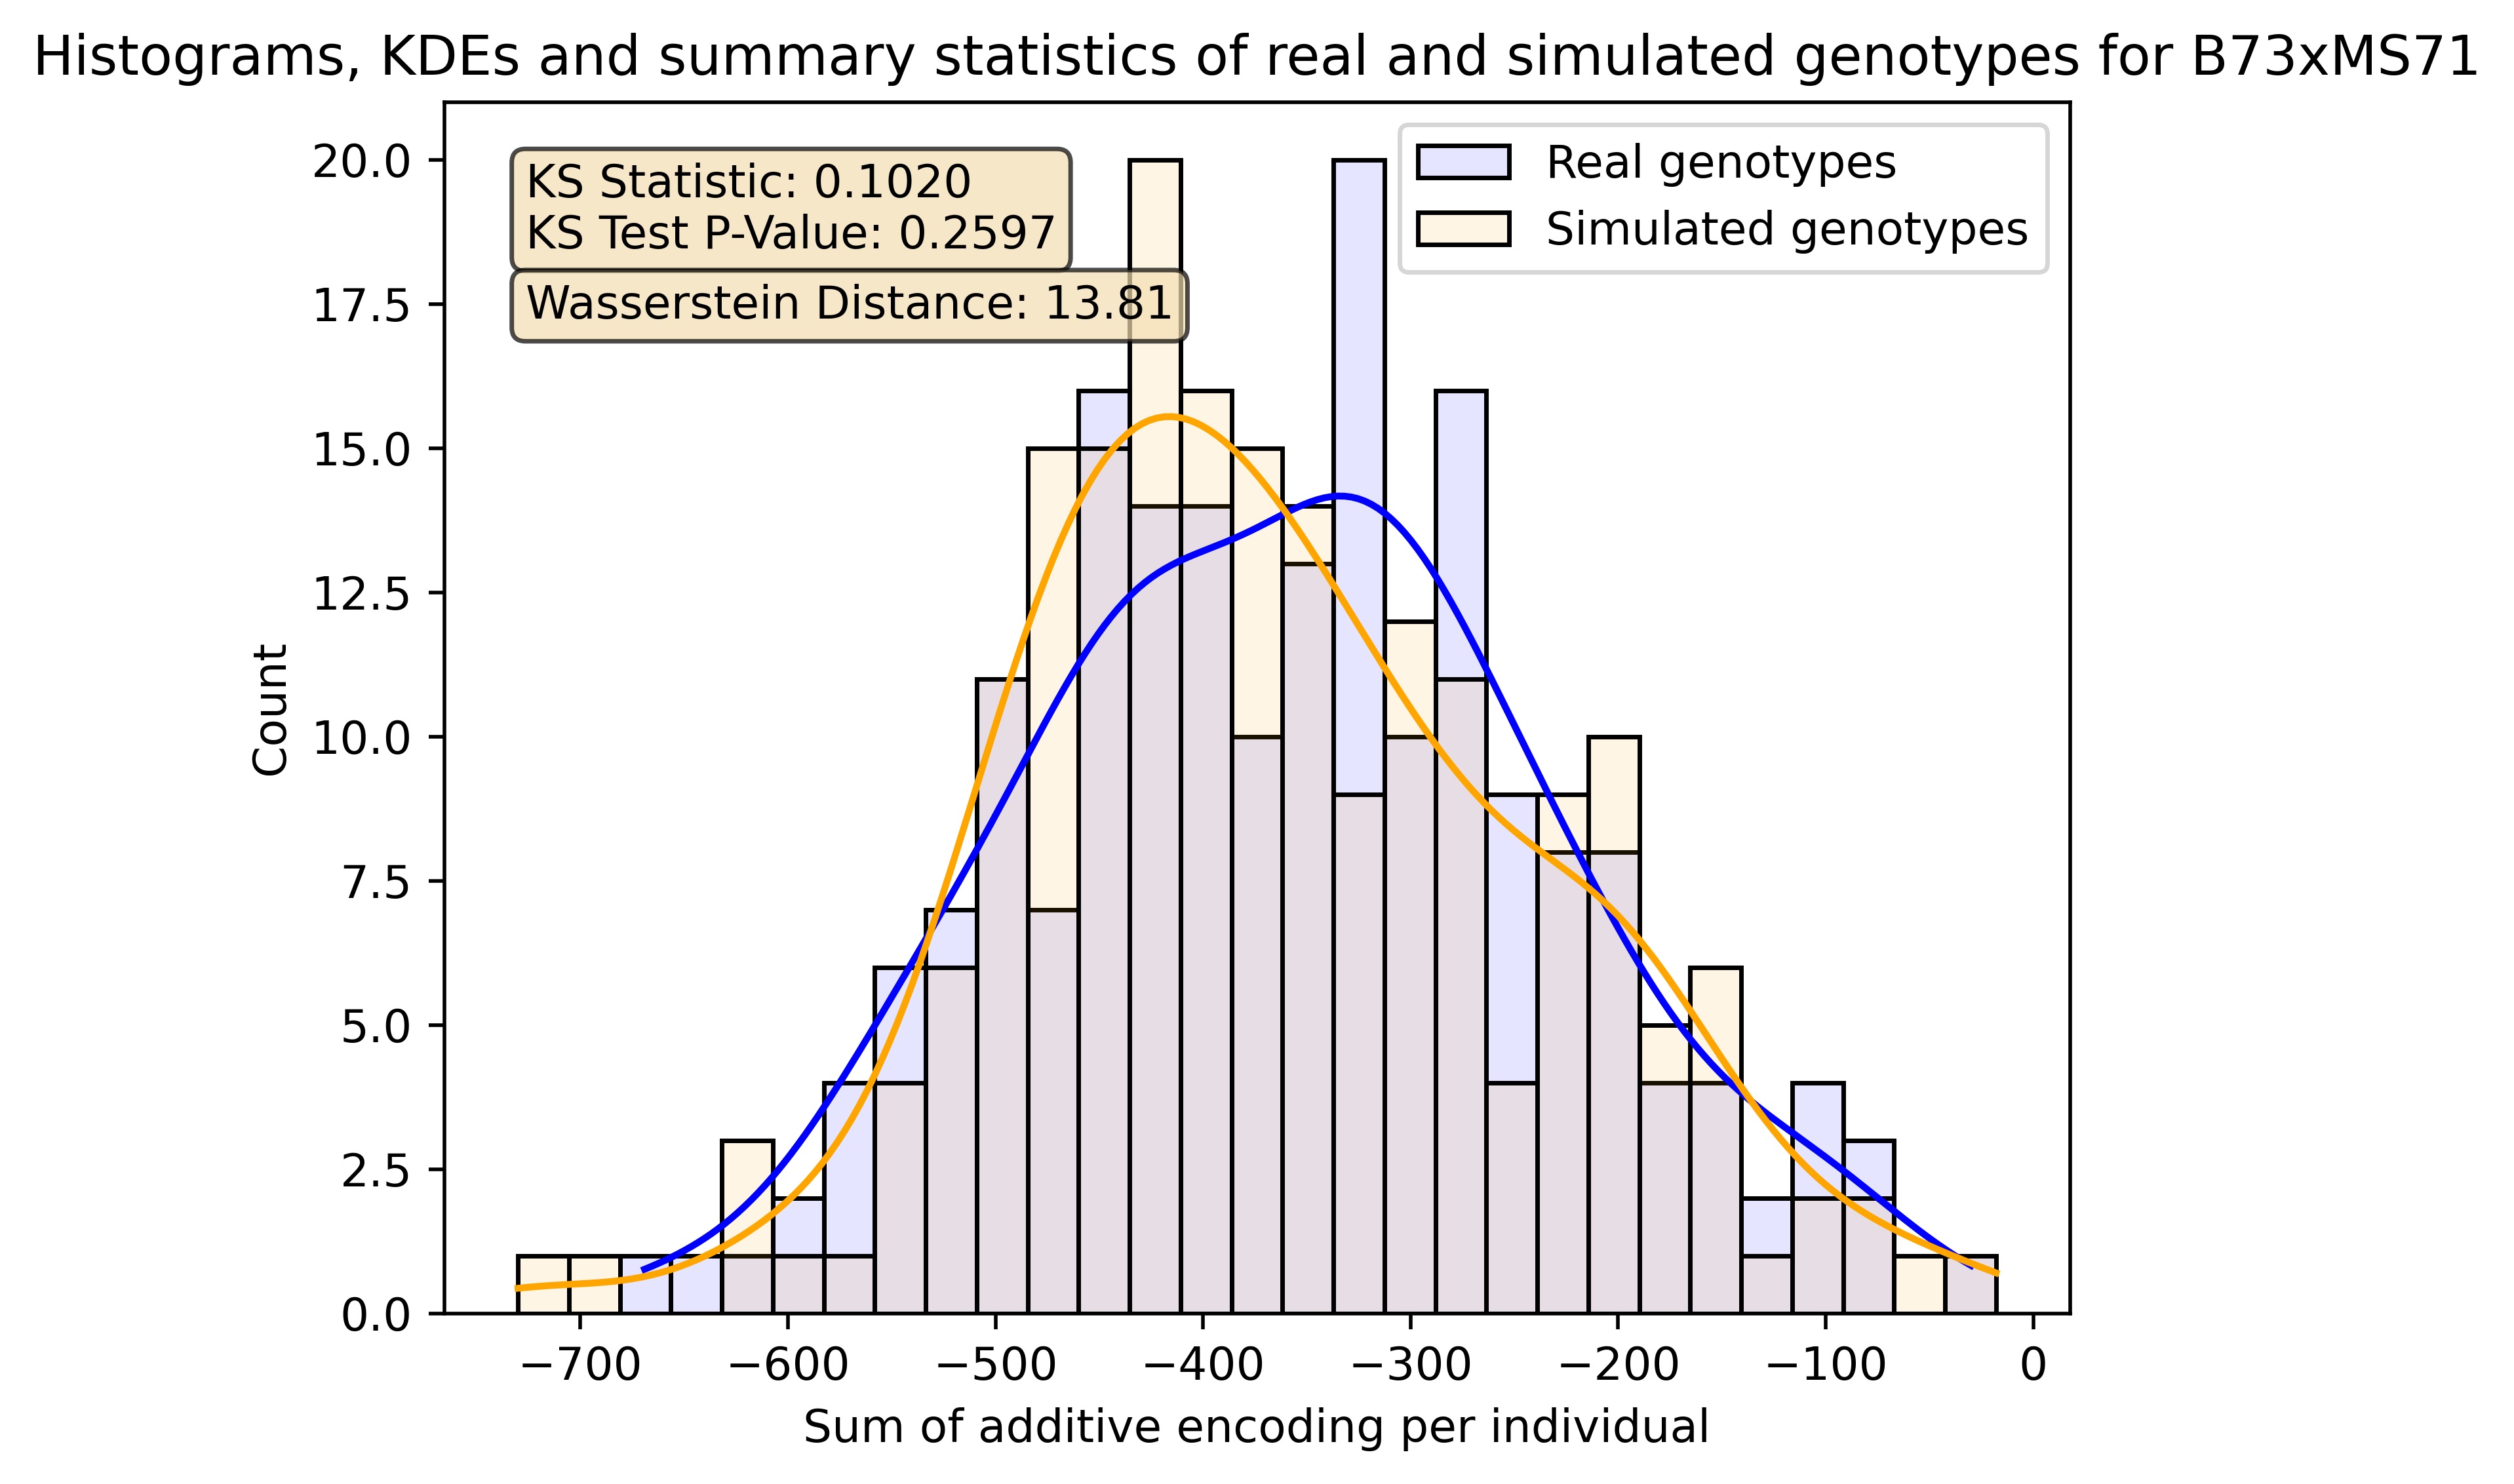 Histograms, KDEs and summary statistics of real and simulated genotypes for B73xMS71
KS Statistic: 0.1020
KS Test P-Value: 0.2597
Wasserstein Distance: 13.81
Real genotypes
Simulated genotypes
20.0
17.5
15.0
12.5
10.0
7.5
5.0
2.5
0.0
Count
−700 −600 −500 −400 −300 −200 −100 0
Sum of additive encoding per individual